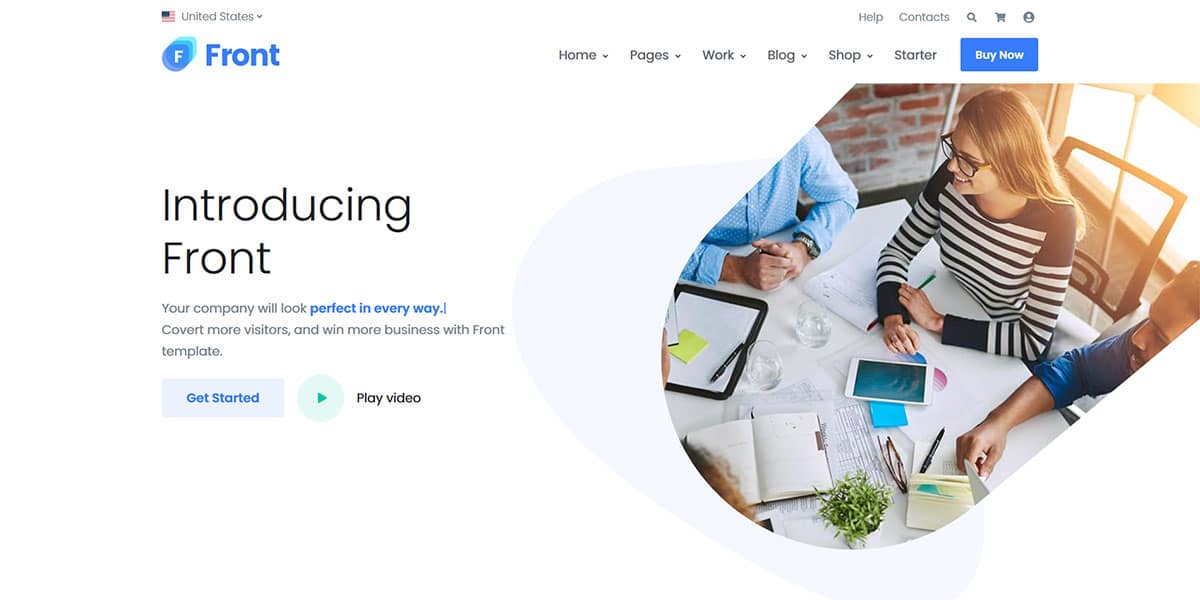 United States
Help Contacts
F Front
Home Pages Work Blog Shop Starter Buy Now
Introducing
Front
Your company will look perfect in every way.|
Covert more visitors, and win more business with Front
template.
Get Started Play video